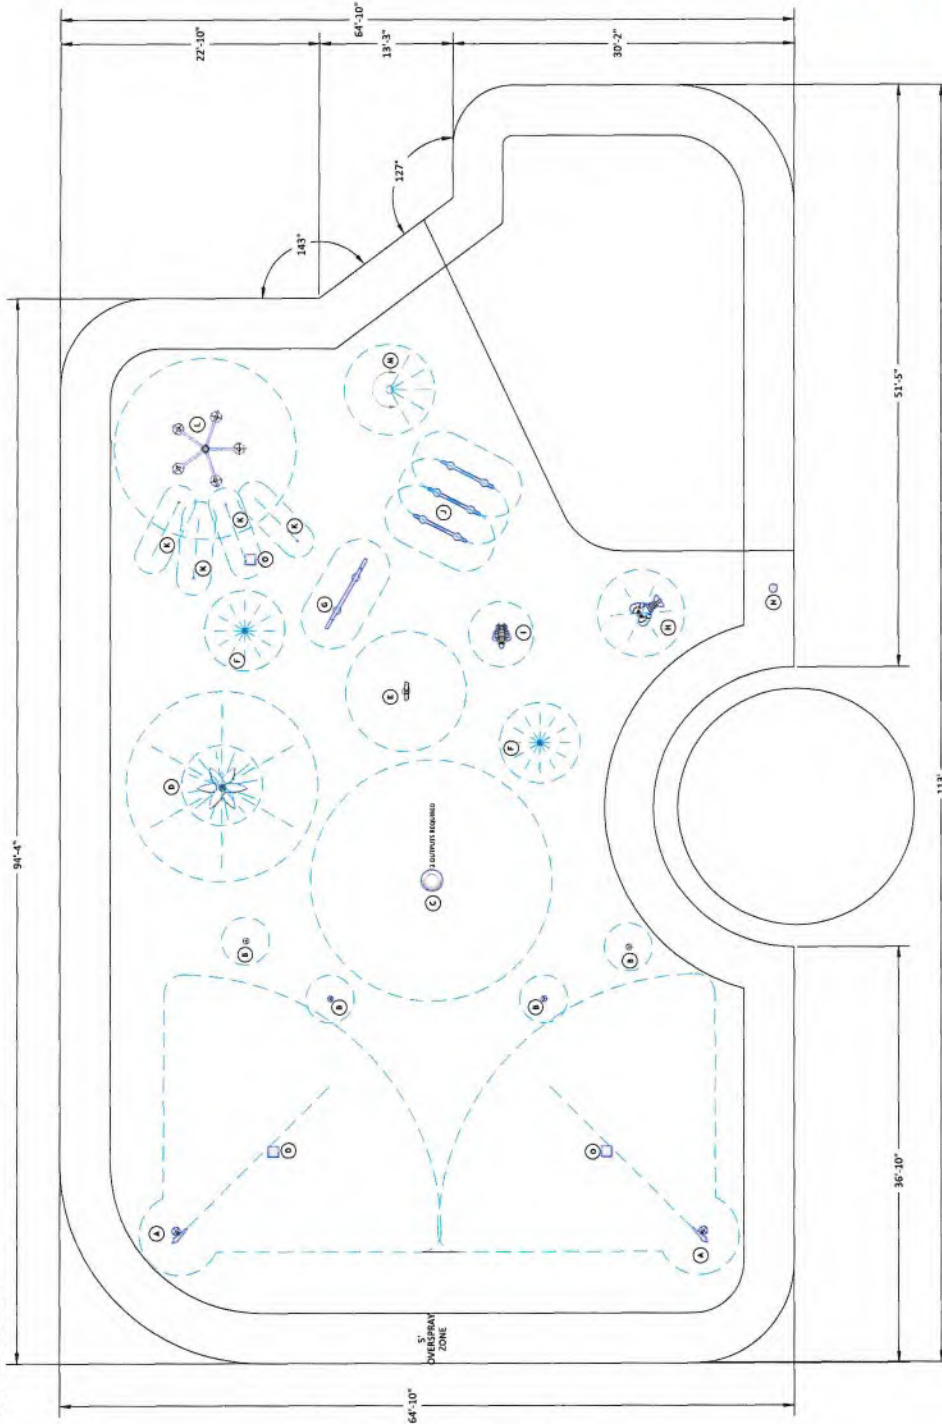 64'-10"
22'-10"
13'-3"
30'-2"
127°
143°
94'-4"
M
L
K
K
K
K
O
J
G
51'-5"
N
F
I
H
E
D
F
113'
3 OUTPUTS REQUIRED
C
B
B
B
B
O
O
36'-10"
A
A
5'
OVERSPRAY
ZONE
64'-10"